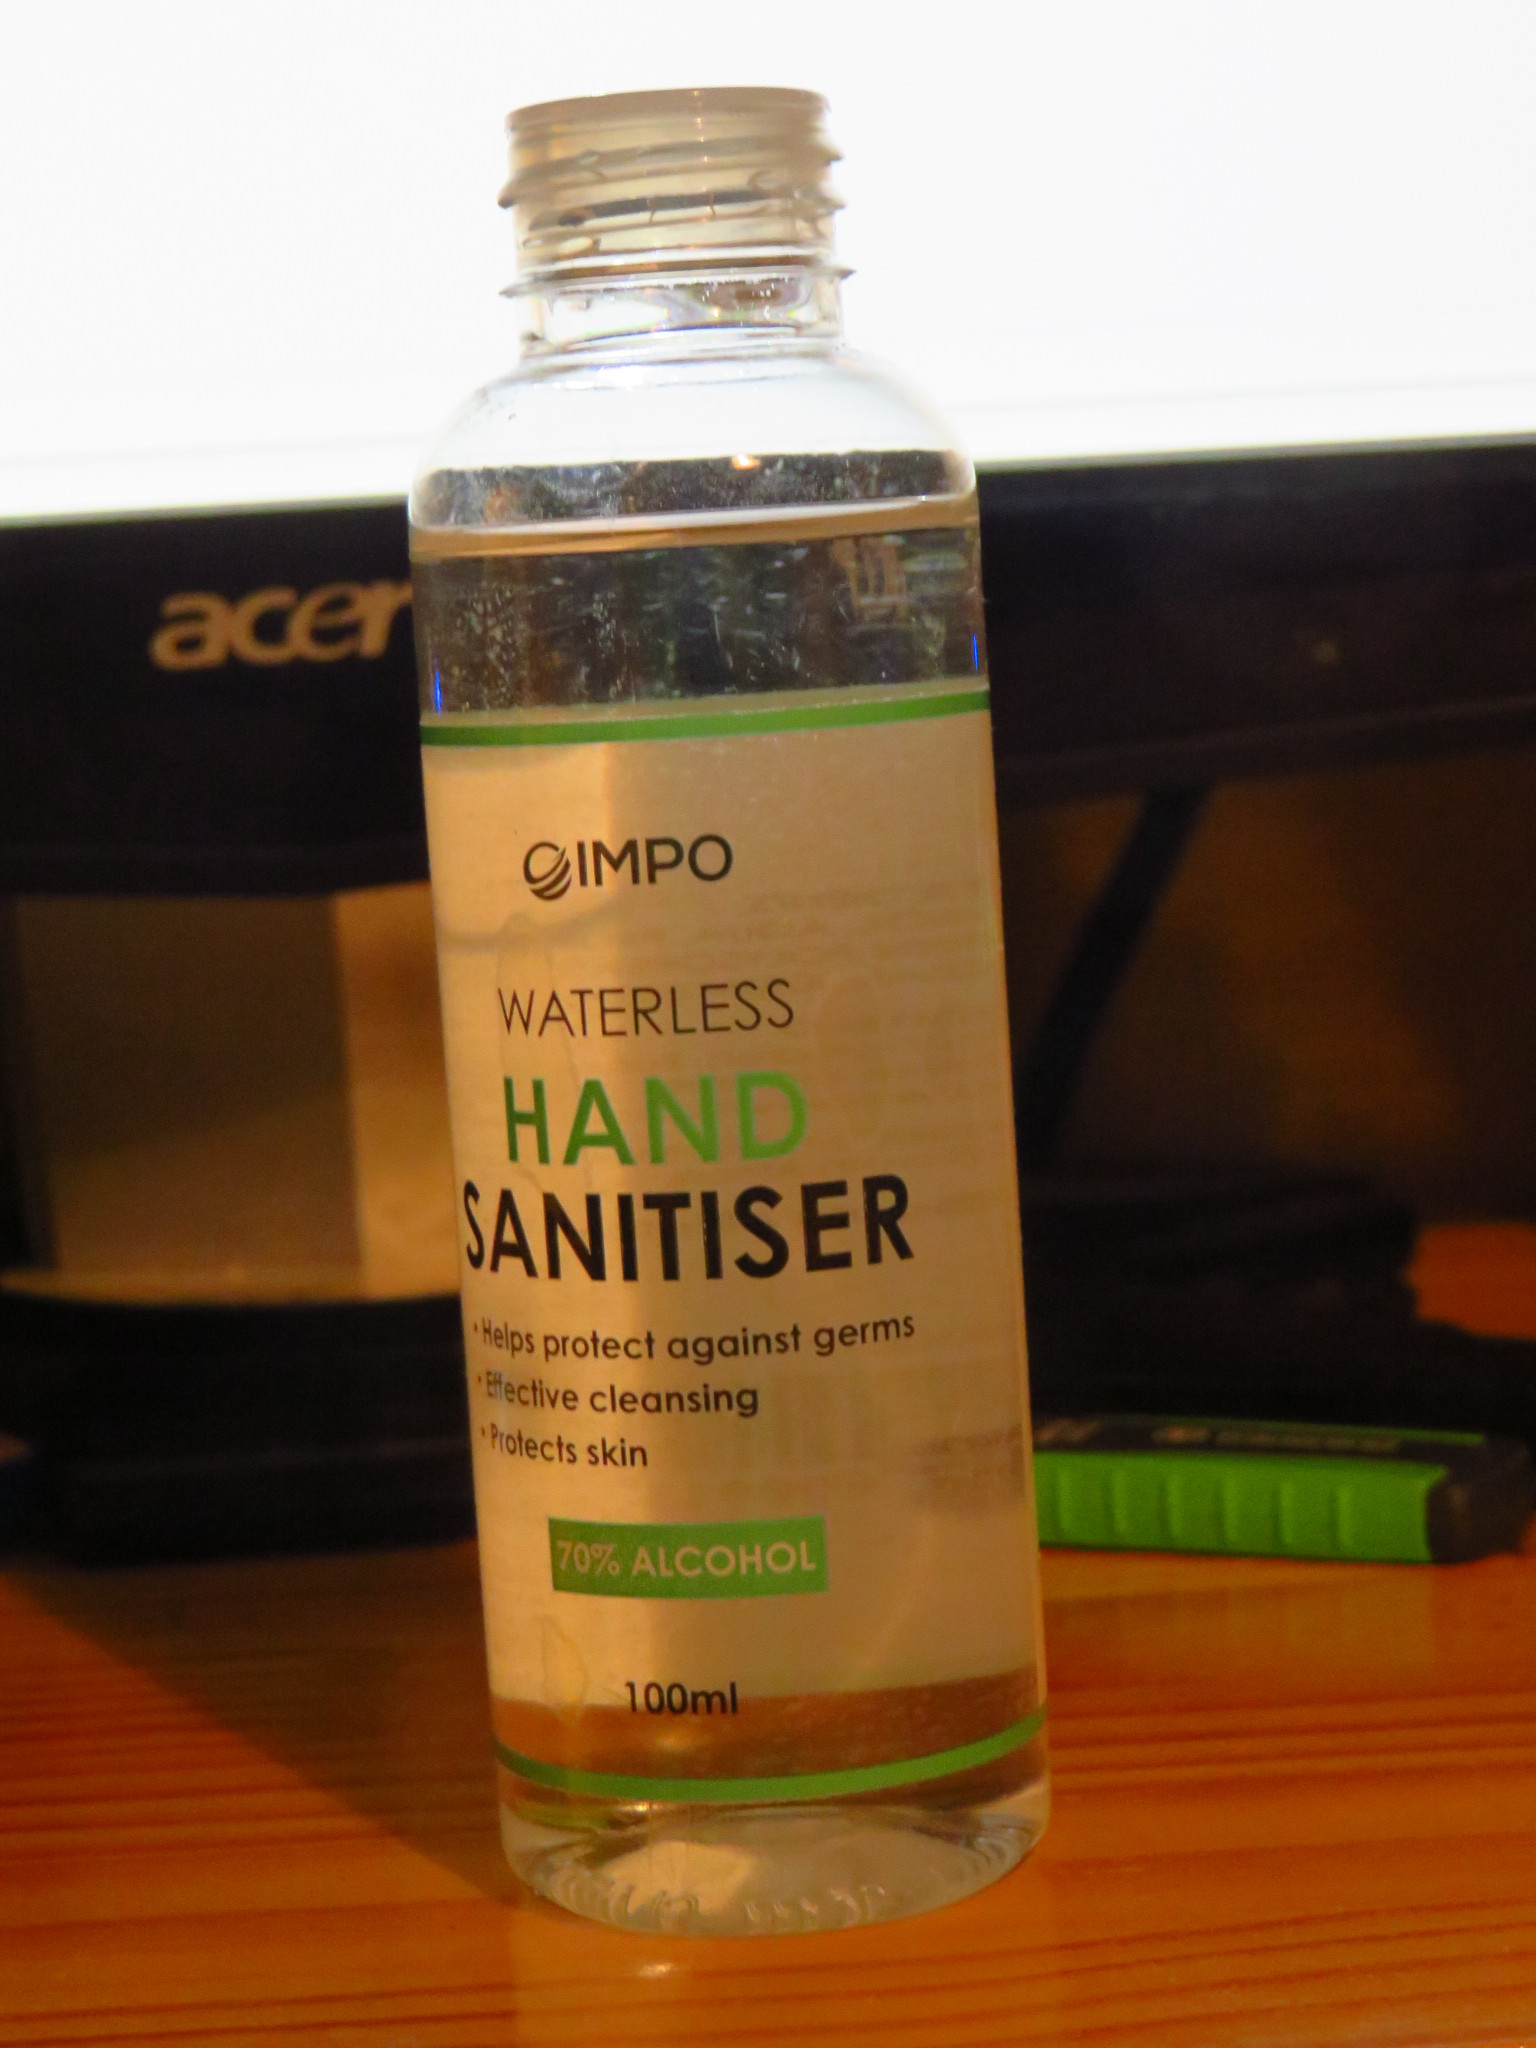 acer
IMPO
WATERLESS
HAND
SANITISER
· Helps protect against germs
· Effective cleansing
· Protects skin
70% ALCOHOL
100ml